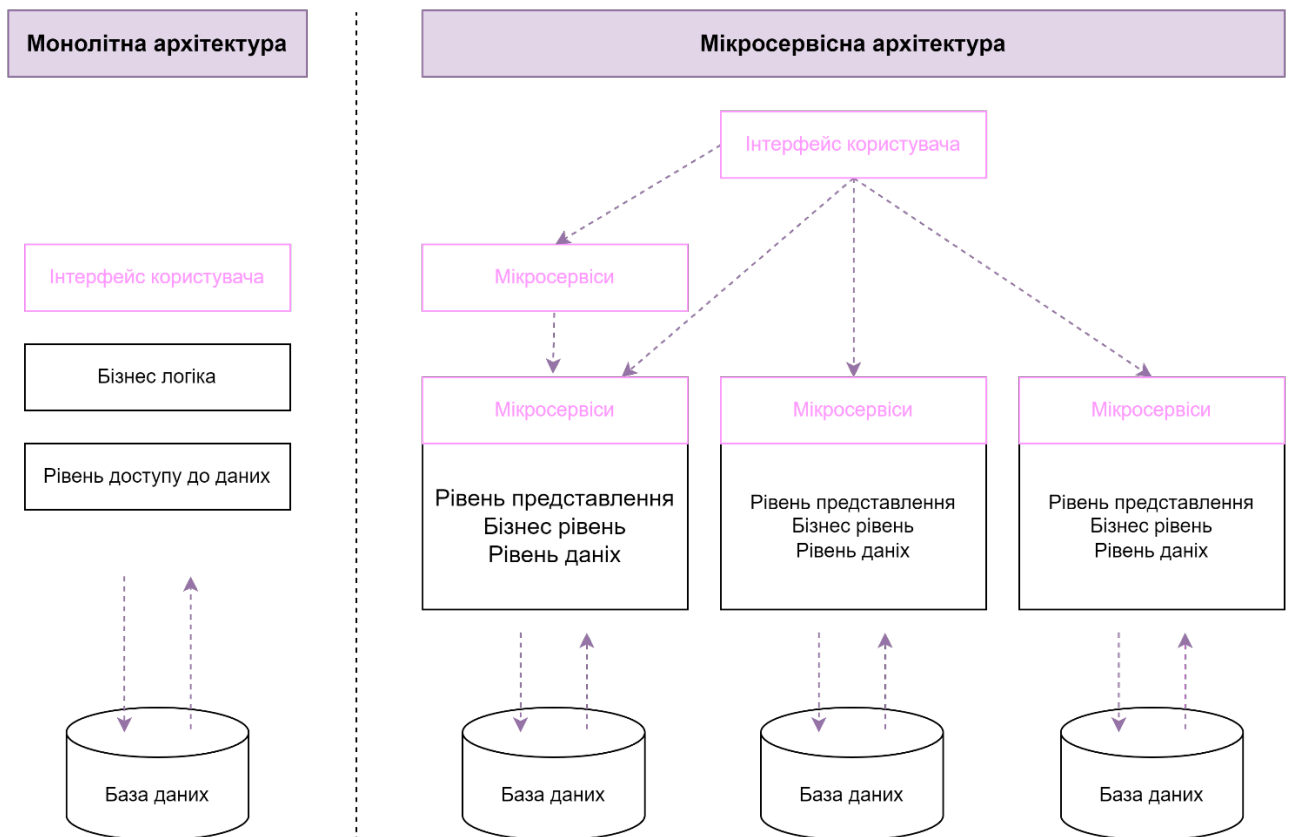 Монолітна архітектура
Мікросервісна архітектура
Інтерфейс користувача
Бізнес логіка
Рівень доступу до даних
База даних
Інтерфейс користувача
Мікросервіси
Мікросервіси
Рівень представлення
Бізнес рівень
Рівень даніх
База даних
Мікросервіси
Рівень представлення
Бізнес рівень
Рівень даніх
База даних
Мікросервіси
Рівень представлення
Бізнес рівень
Рівень даніх
База даних